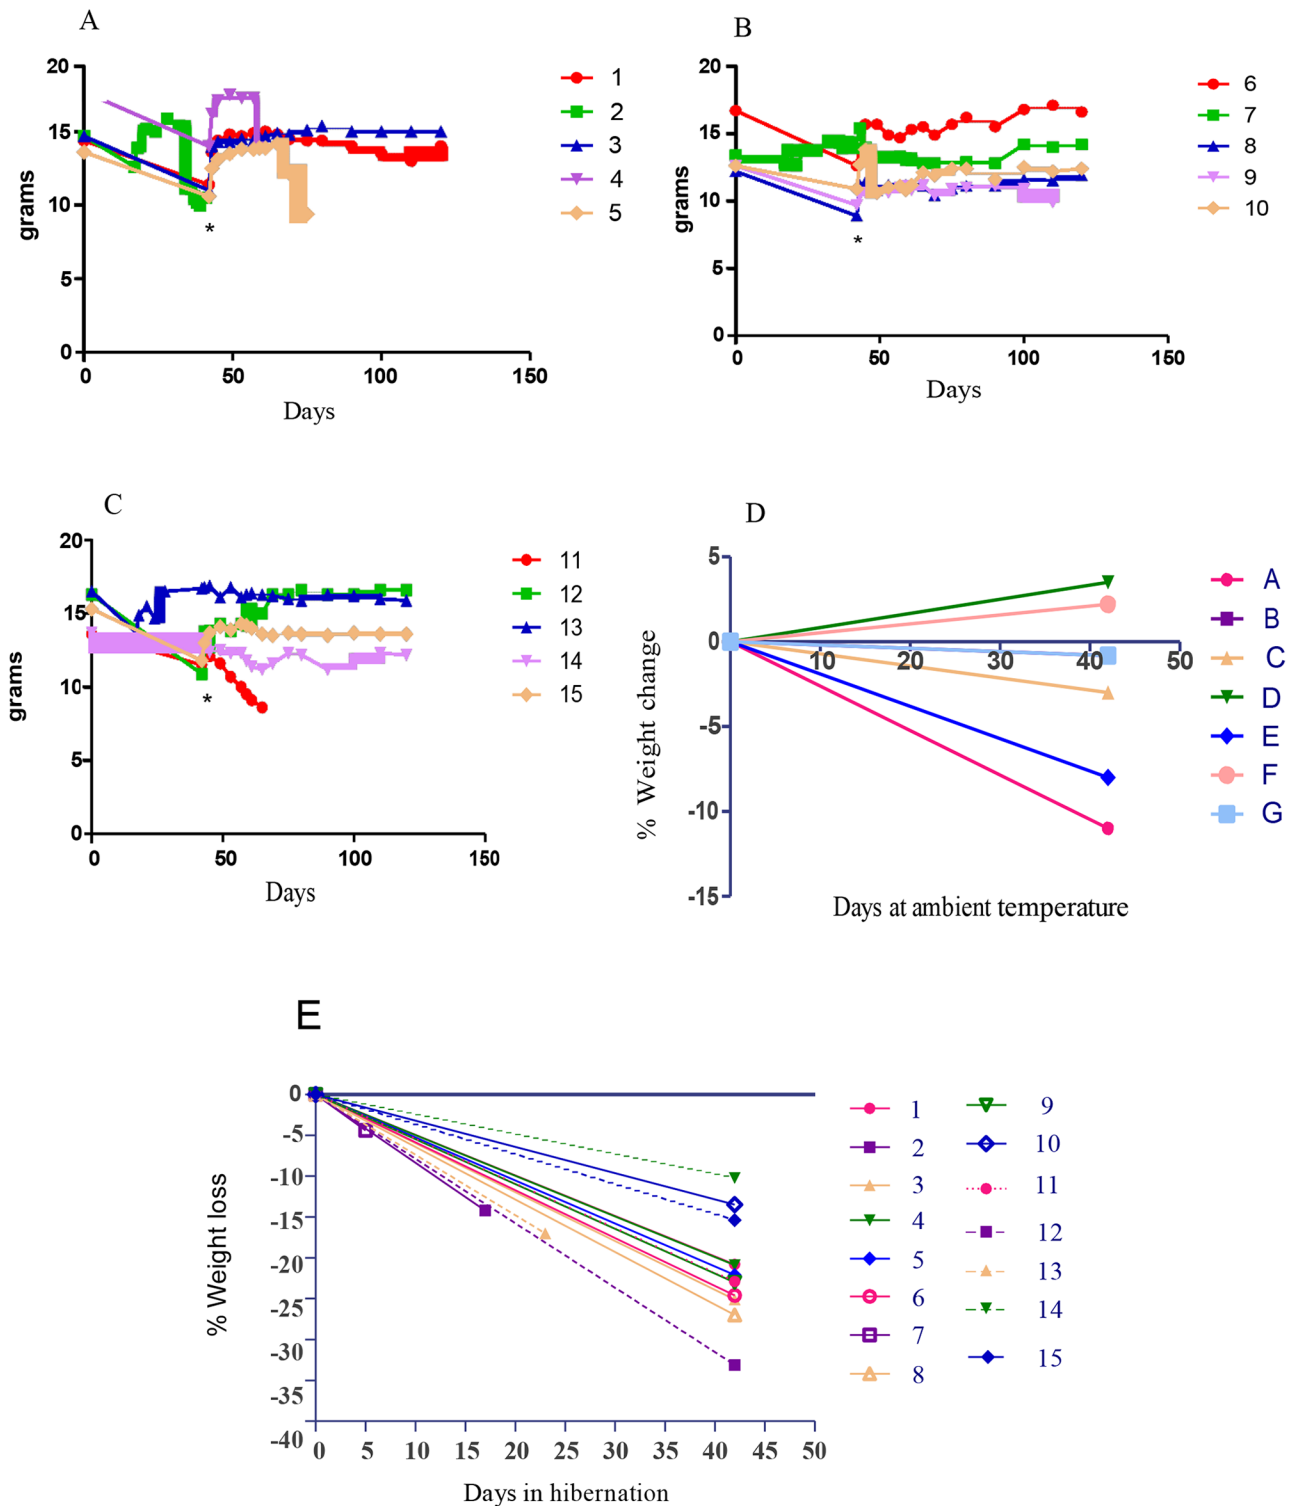 A
20
15
10
5
0
grams
0 50 100 150
Days
*
1
2
3
4
5
B
20
15
10
5
0
grams
0 50 100 150
Days
*
6
7
8
9
10
C
20
15
10
5
0
grams
0 50 100 150
Days
*
11
12
13
14
15
D
5
0
-5
-10
-15
% Weight change
10 20 30 40 50
Days at ambient temperature
A
B
C
D
E
F
G
E
0
-5
-10
-15
-20
-25
-30
-35
-40
% Weight loss
0 5 10 15 20 25 30 35 40 45 50
Days in hibernation
1
2
3
4
5
6
7
8
9
10
11
12
13
14
15